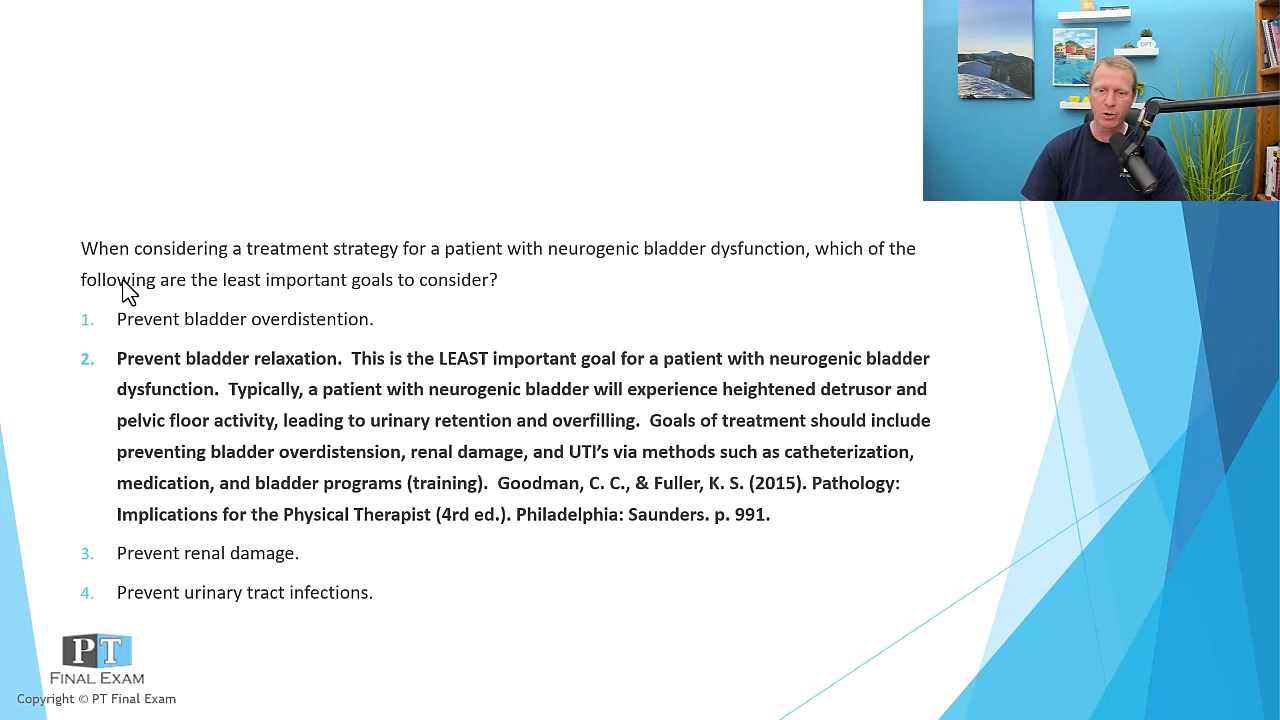 DPT
When considering a treatment strategy for a patient with neurogenic bladder dysfunction, which of the
following are the least important goals to consider?
1. Prevent bladder overdistention.
2. Prevent bladder relaxation. This is the LEAST important goal for a patient with neurogenic bladder
dysfunction. Typically, a patient with neurogenic bladder will experience heightened detrusor and
pelvic floor activity, leading to urinary retention and overfilling. Goals of treatment should include
preventing bladder overdistension, renal damage, and UTI’s via methods such as catheterization,
medication, and bladder programs (training). Goodman, C. C., & Fuller, K. S. (2015). Pathology:
Implications for the Physical Therapist (4rd ed.). Philadelphia: Saunders. p. 991.
3. Prevent renal damage.
4. Prevent urinary tract infections.
PT
FINAL EXAM
Copyright © PT Final Exam